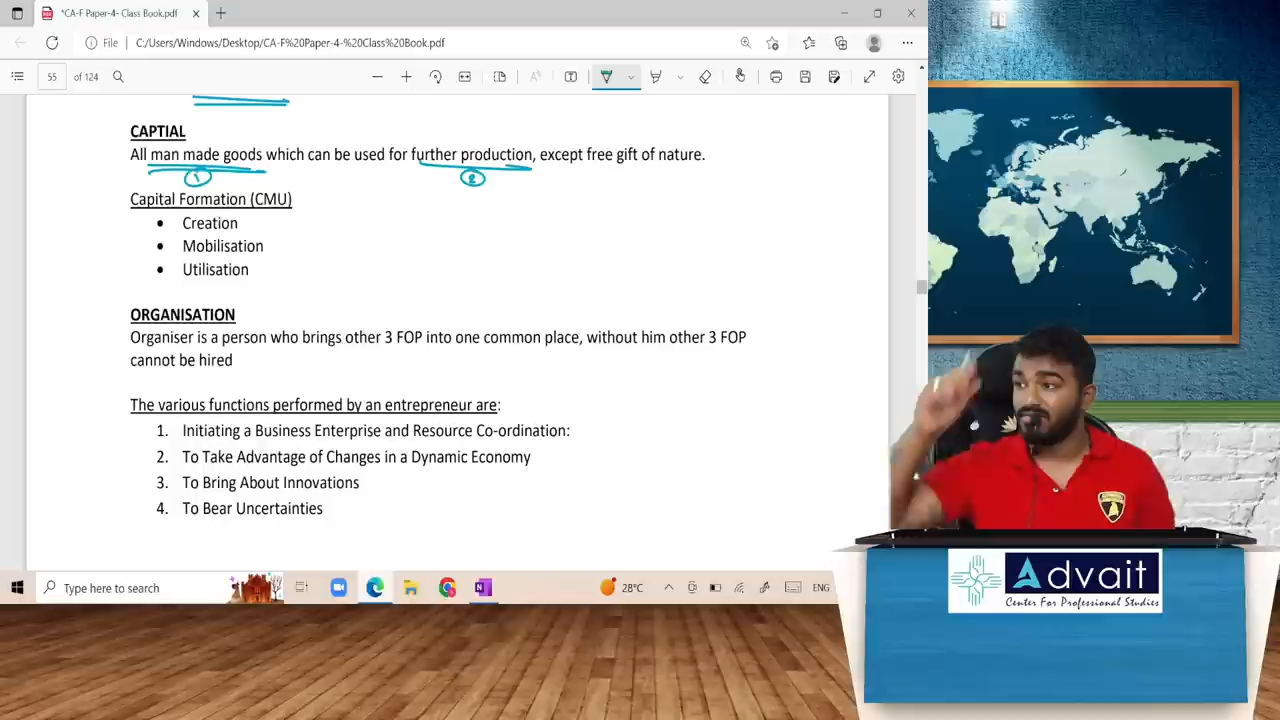 *CA-F Paper-4- Class Book.pdf
File C:/Users/Windows/Desktop/CA-F%20Paper-4-%20Class%20Book.pdf
55 of 124
CAPTIAL
All man made goods which can be used for further production, except free gift of nature.
1 2
Capital Formation (CMU)
• Creation
• Mobilisation
• Utilisation
ORGANISATION
Organiser is a person who brings other 3 FOP into one common place, without him other 3 FOP
cannot be hired
The various functions performed by an entrepreneur are:
1. Initiating a Business Enterprise and Resource Co-ordination:
2. To Take Advantage of Changes in a Dynamic Economy
3. To Bring About Innovations
4. To Bear Uncertainties
Type here to search
28°C
ENG
Advait
Center For Professional Studies